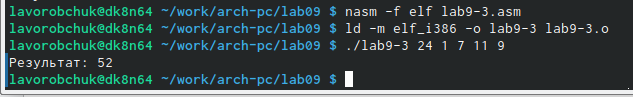 lavorobchuk@dk8n64 ~/work/arch-pc/lab09 $ nasm -f elf lab9-3.asm
lavorobchuk@dk8n64 ~/work/arch-pc/lab09 $ ld -m elf_i386 -o lab9-3 lab9-3.o
lavorobchuk@dk8n64 ~/work/arch-pc/lab09 $ ./lab9-3 24 1 7 11 9
Результат: 52
lavorobchuk@dk8n64 ~/work/arch-pc/lab09 $